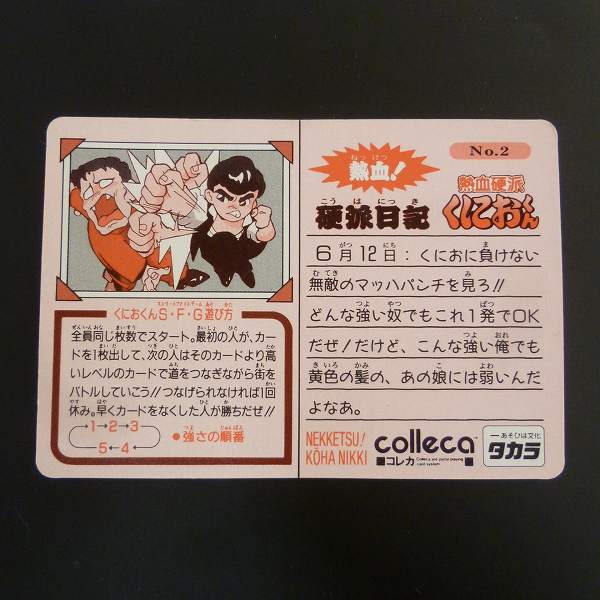 くにおくんS・F・G遊び方
全員同じ枚数でスタート。最初の人が、カー
ドを1枚出して、次の人はそのカードより高
いレベルのカードで道をつなぎながら街を
バトルしていこう!!つなげられなければ1回
休み。早くカードをなくした人が勝ちだぜ!!
→1→2→3
5←4←
●強さの順番
No.2
熱血!
硬派日記
熱血硬派
くにおくん
6月12日:くにおに負けない
無敵のマッハパンチを見ろ!!
どんな強い奴でもこれ1発でOK
だぜ!だけど、こんな強い俺でも
黄色の髪の、あの娘には弱いんだ
よなあ。
NEKKETSU!
KŌHA NIKKI
colleca
■コレカ
あそびは文化
タカラ